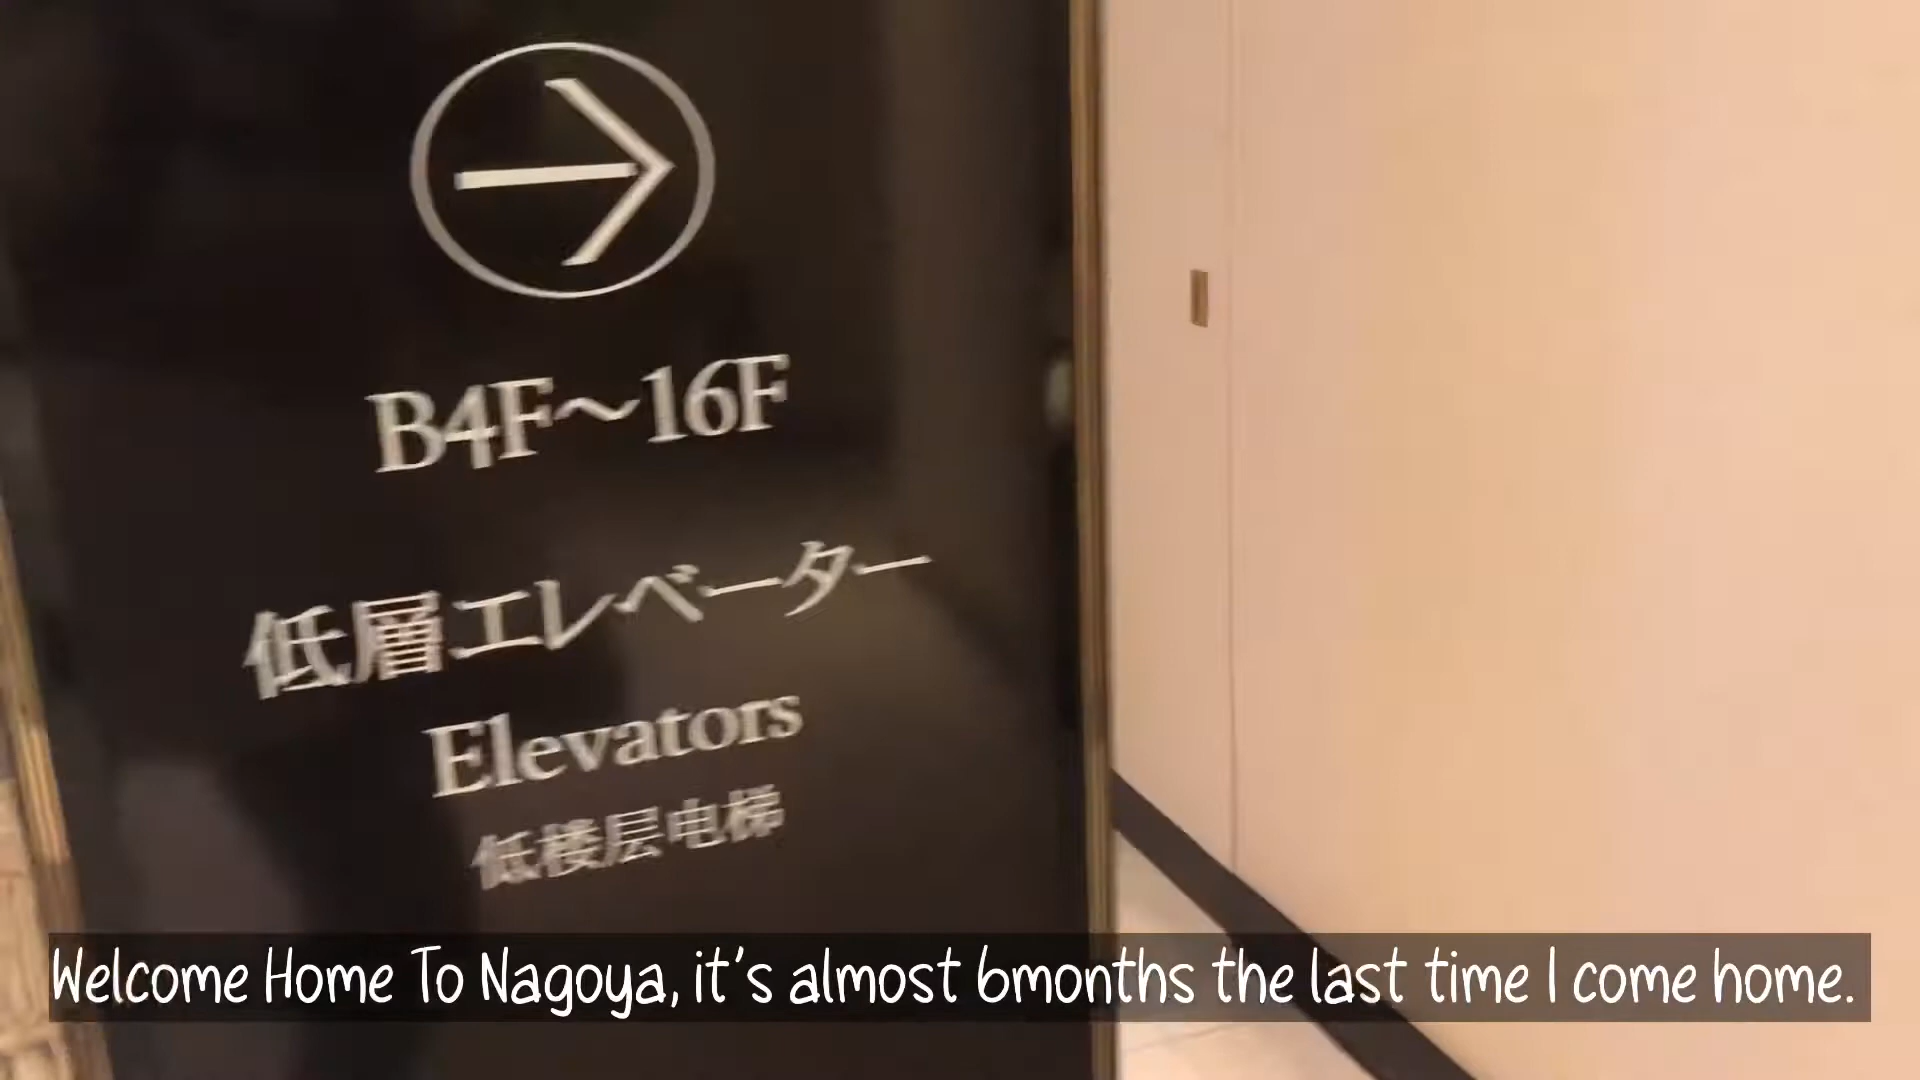 B4F～16F
低層エレベーター
Elevators
低楼层电梯
Welcome Home To Nagoya, it's almost 6months the last time I come home.